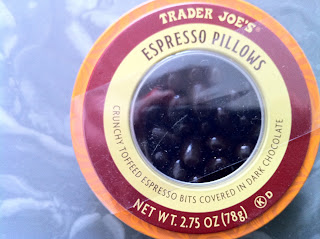 TRADER JOE'S®
ESPRESSO PILLOWS
CRUNCHY TOFFEED ESPRESSO BITS COVERED IN DARK CHOCOLATE
NET WT. 2.75 OZ (78g) K D